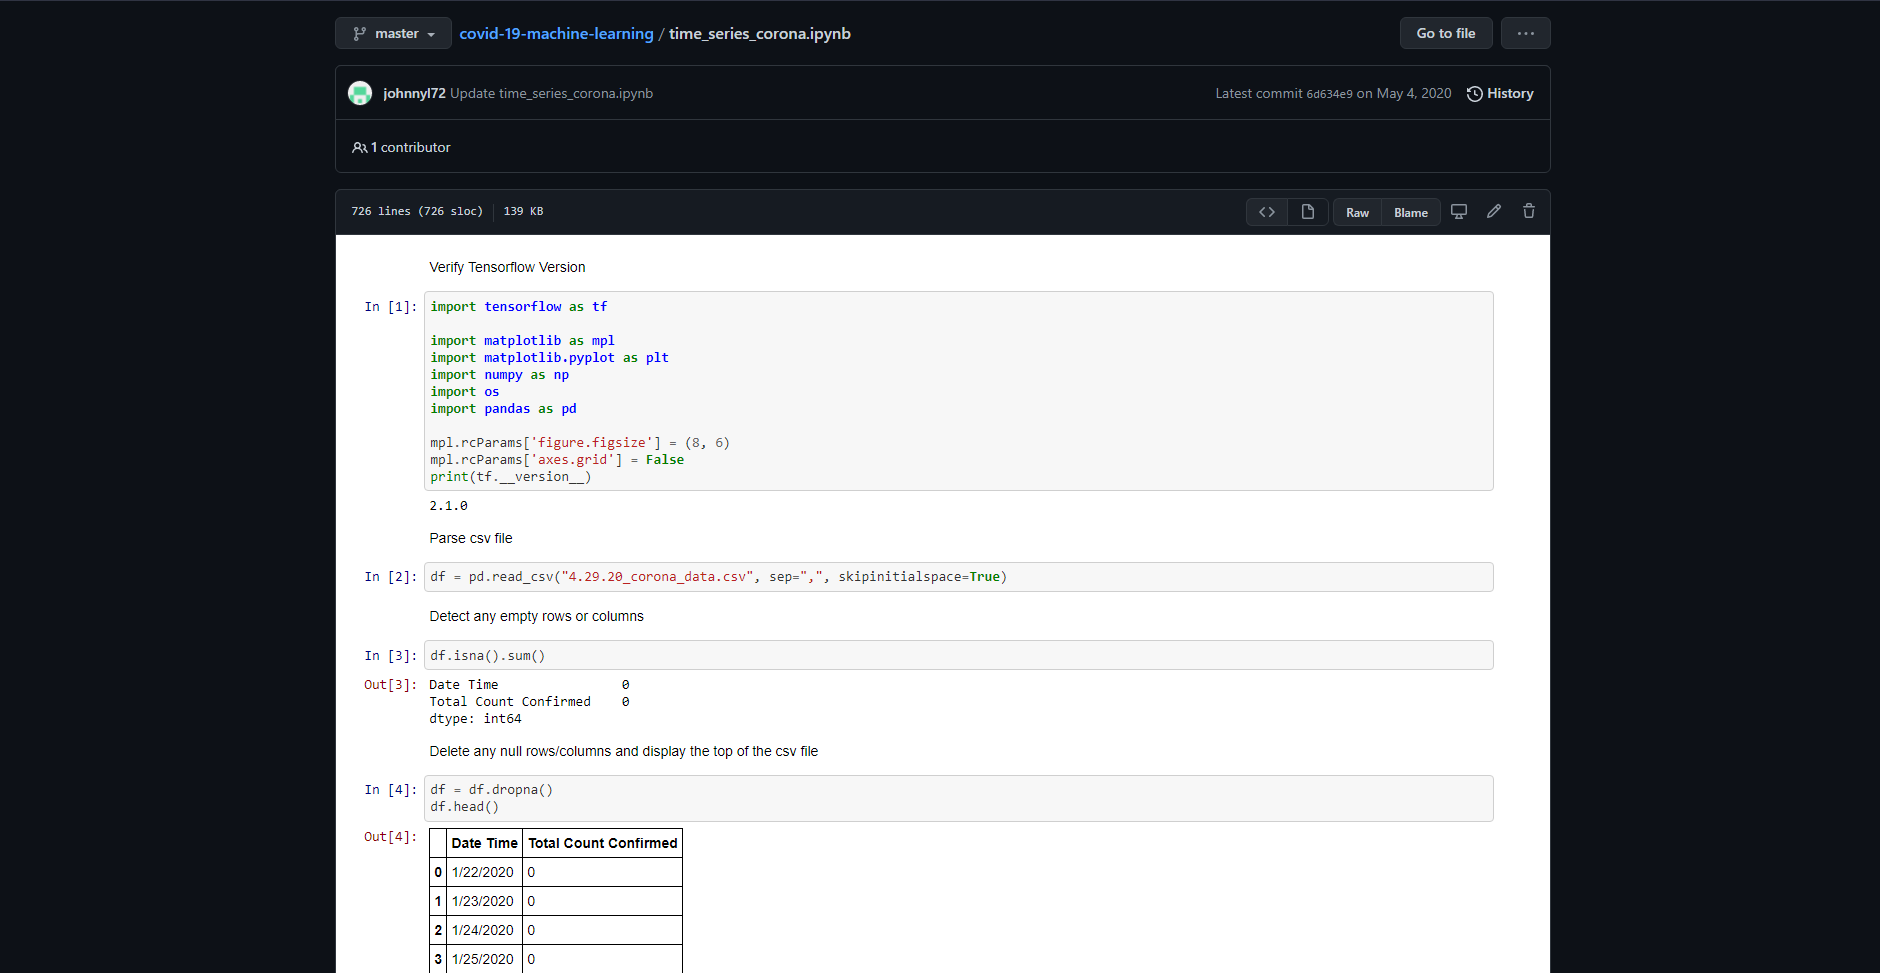 master
covid-19-machine-learning / time_series_corona.ipynb
Go to file
...
johnnyl72 Update time_series_corona.ipynb
Latest commit 6d634e9 on May 4, 2020
History
1 contributor
726 lines (726 sloc) | 139 KB
<>
Raw
Blame
Verify Tensorflow Version
In [1]:
import tensorflow as tf
import matplotlib as mpl
import matplotlib.pyplot as plt
import numpy as np
import os
import pandas as pd
mpl.rcParams['figure.figsize'] = (8, 6)
mpl.rcParams['axes.grid'] = False
print(tf.__version__)
2.1.0
Parse csv file
In [2]: df = pd.read_csv("4.29.20_corona_data.csv", sep=",", skipinitialspace=True)
Detect any empty rows or columns
In [3]: df.isna().sum()
Out[3]: Date Time 0
Total Count Confirmed 0
dtype: int64
Delete any null rows/columns and display the top of the csv file
In [4]: df = df.dropna()
df.head()
Out[4]:
Date Time Total Count Confirmed
0 1/22/2020 0
1 1/23/2020 0
2 1/24/2020 0
3 1/25/2020 0